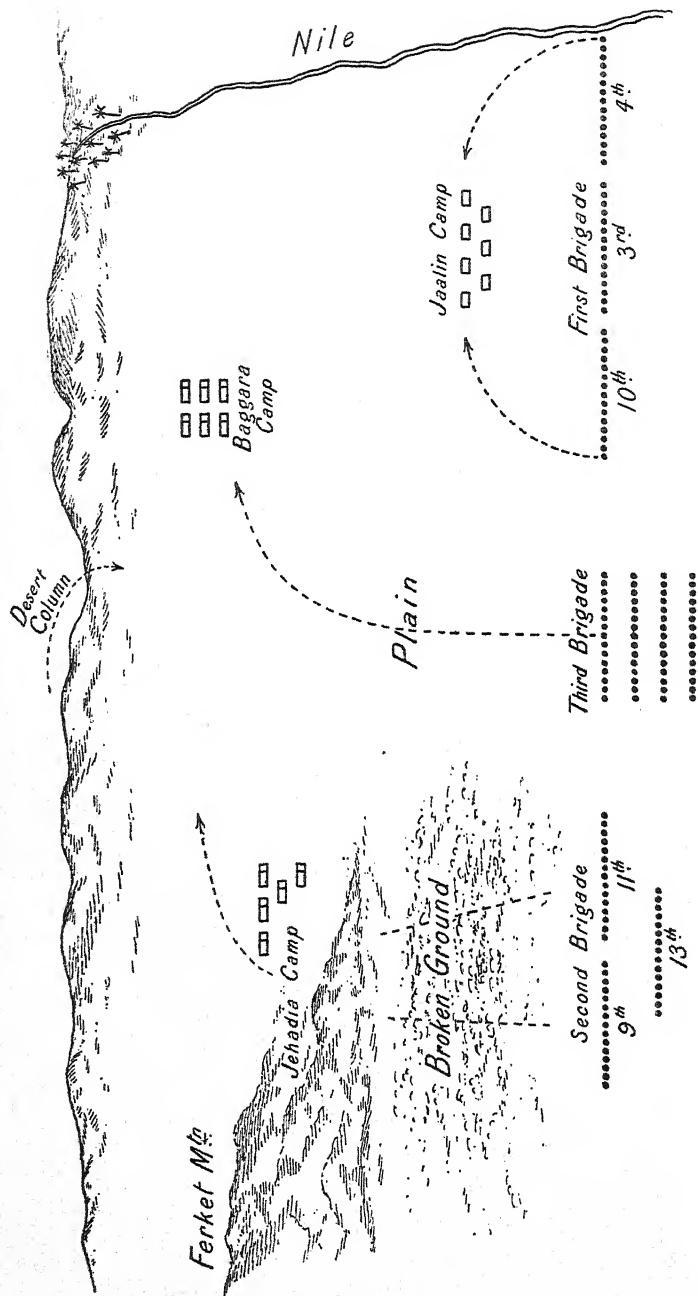 Nile
Desert
Column
Baggara
Camp
Jaalin Camp
Plain
Ferket Mtn
Jehadia Camp
Broken Ground
Second Brigade
9th
11th
13th
Third Brigade
First Brigade
10th
3rd
4th